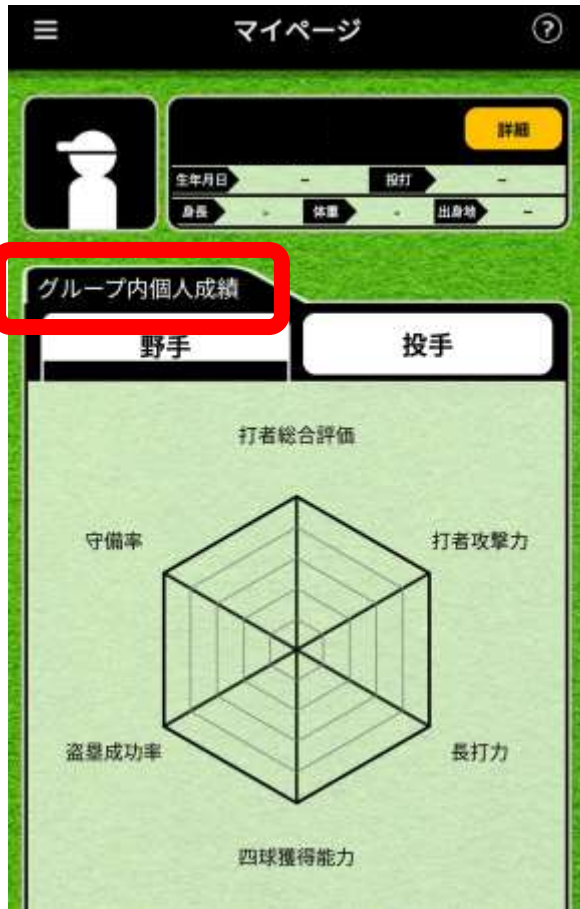 マイページ ?
詳細
生年月日 - 投打 -
身長 - 体重 - 出身地 -
グループ内個人成績
野手 投手
打者総合評価
守備率 打者攻撃力
盗塁成功率 長打力
四球獲得能力